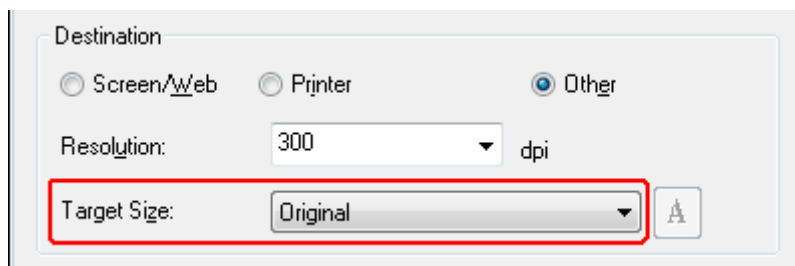 Destination
Screen/Web Printer Other
Resolution: 300 dpi
Target Size: Original A